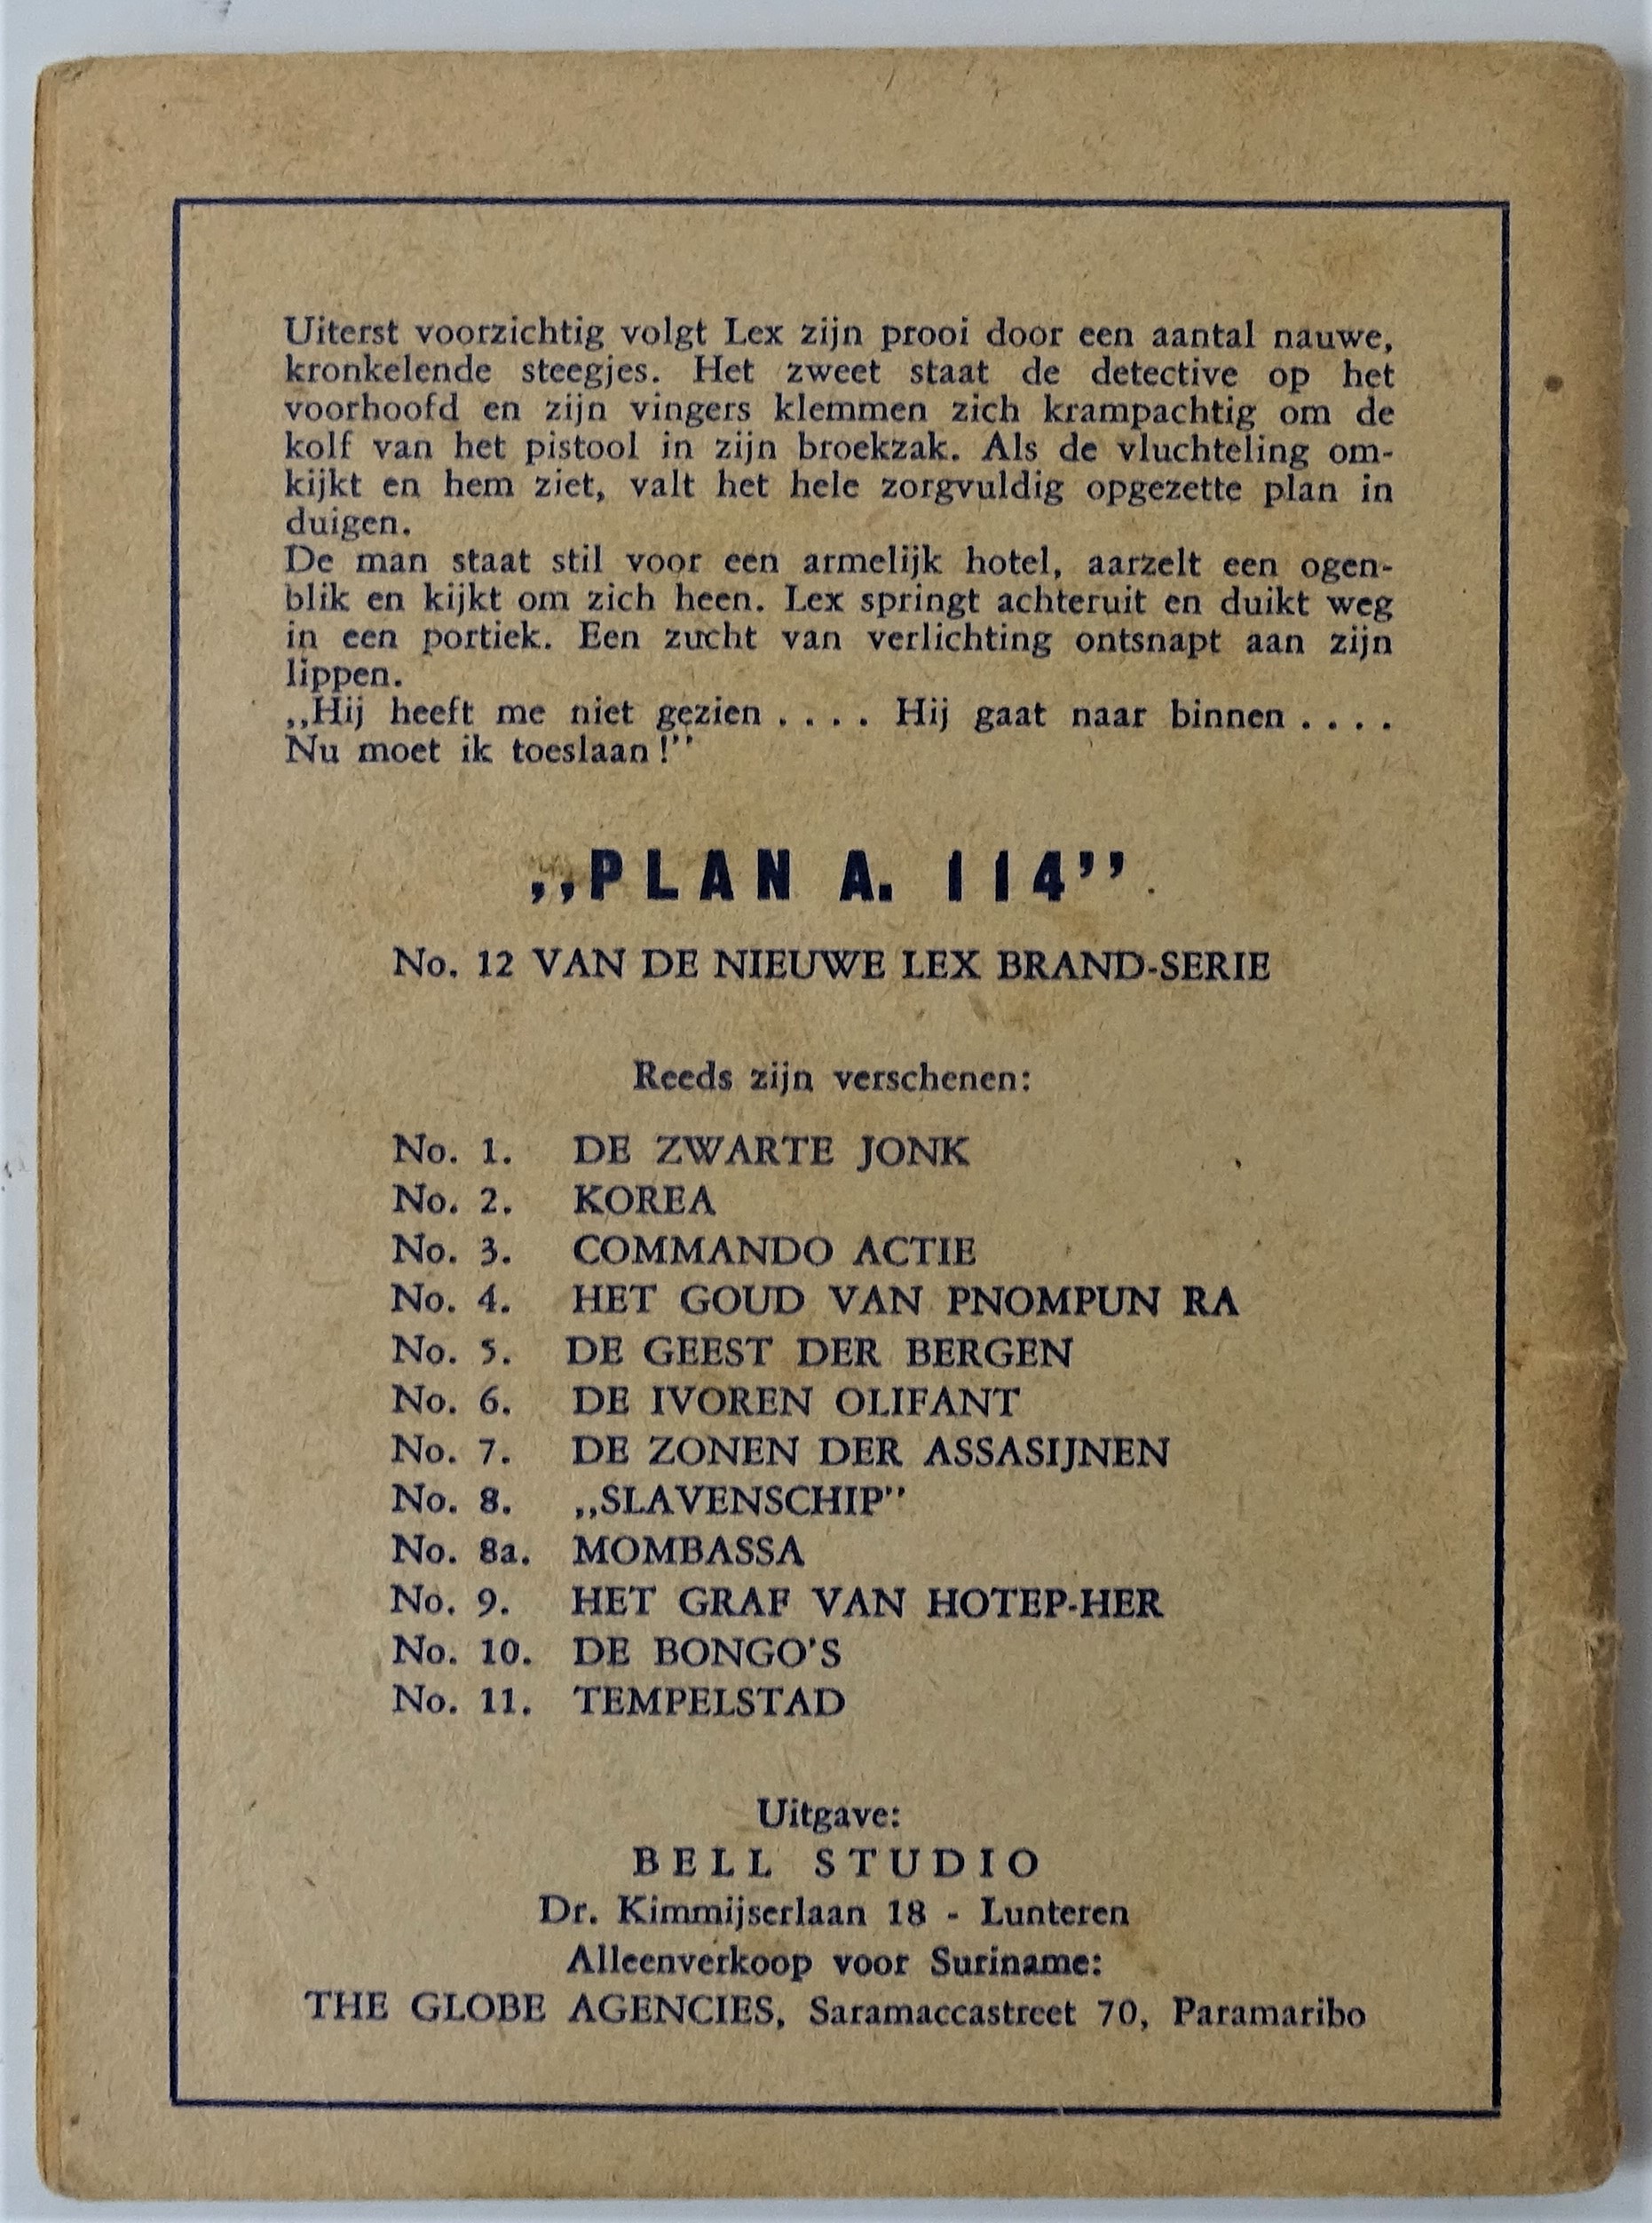 Uiterst voorzichtig volgt Lex zijn prooi door een aantal nauwe,
kronkelende steegjes. Het zweet staat de detective op het
voorhoofd en zijn vingers klemmen zich krampachtig om de
kolf van het pistool in zijn broekzak. Als de vluchteling om-
kijkt en hem ziet, valt het hele zorgvuldig opgezette plan in
duigen.
De man staat stil voor een armelijk hotel, aarzelt een ogen-
blik en kijkt om zich heen. Lex springt achteruit en duikt weg
in een portiek. Een zucht van verlichting ontsnapt aan zijn
lippen.
,,Hij heeft me niet gezien . . . . Hij gaat naar binnen . . . .
Nu moet ik toeslaan!''
,,PLAN A. 114''
No. 12 VAN DE NIEUWE LEX BRAND-SERIE
Reeds zijn verschenen:
No. 1. DE ZWARTE JONK
No. 2. KOREA
No. 3. COMMANDO ACTIE
No. 4. HET GOUD VAN PNOMPUN RA
No. 5. DE GEEST DER BERGEN
No. 6. DE IVOREN OLIFANT
No. 7. DE ZONEN DER ASSASIJNEN
No. 8. ,,SLAVENSCHIP''
No. 8a. MOMBASSA
No. 9. HET GRAF VAN HOTEP-HER
No. 10. DE BONGO'S
No. 11. TEMPELSTAD
Uitgave:
BELL STUDIO
Dr. Kimmijserlaan 18 - Lunteren
Alleenverkoop voor Suriname:
THE GLOBE AGENCIES, Saramaccastreet 70, Paramaribo